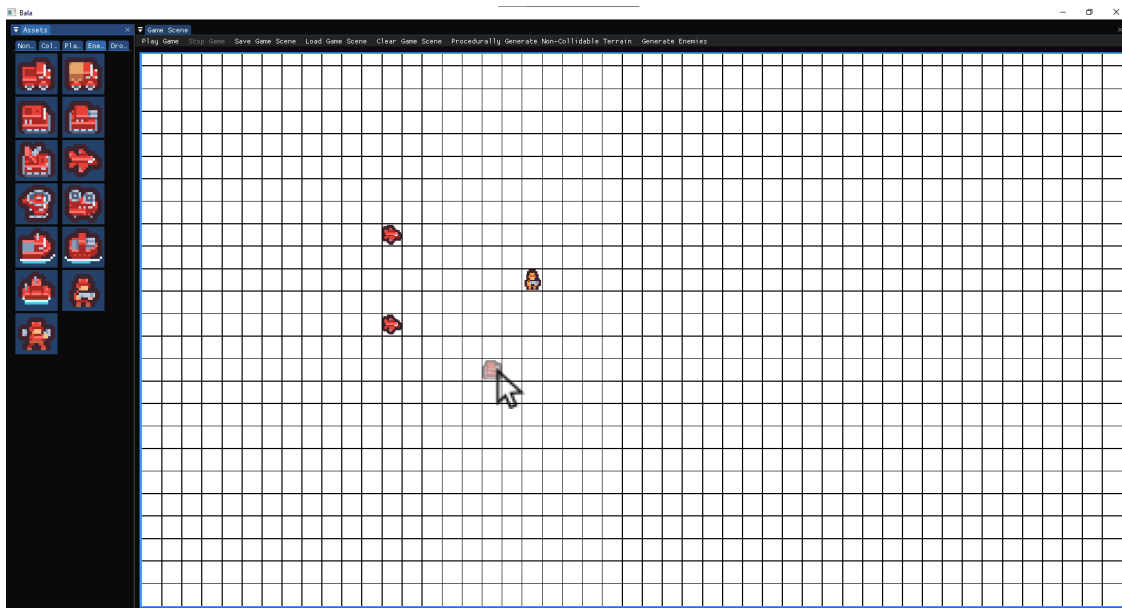 Bala
Assets
Non.. Col.. Pla.. Ene.. Dro..
Game Scene
Play Game Stop Game Save Game Scene Load Game Scene Clear Game Scene Procedurally Generate Non-Collidable Terrain Generate Enemies